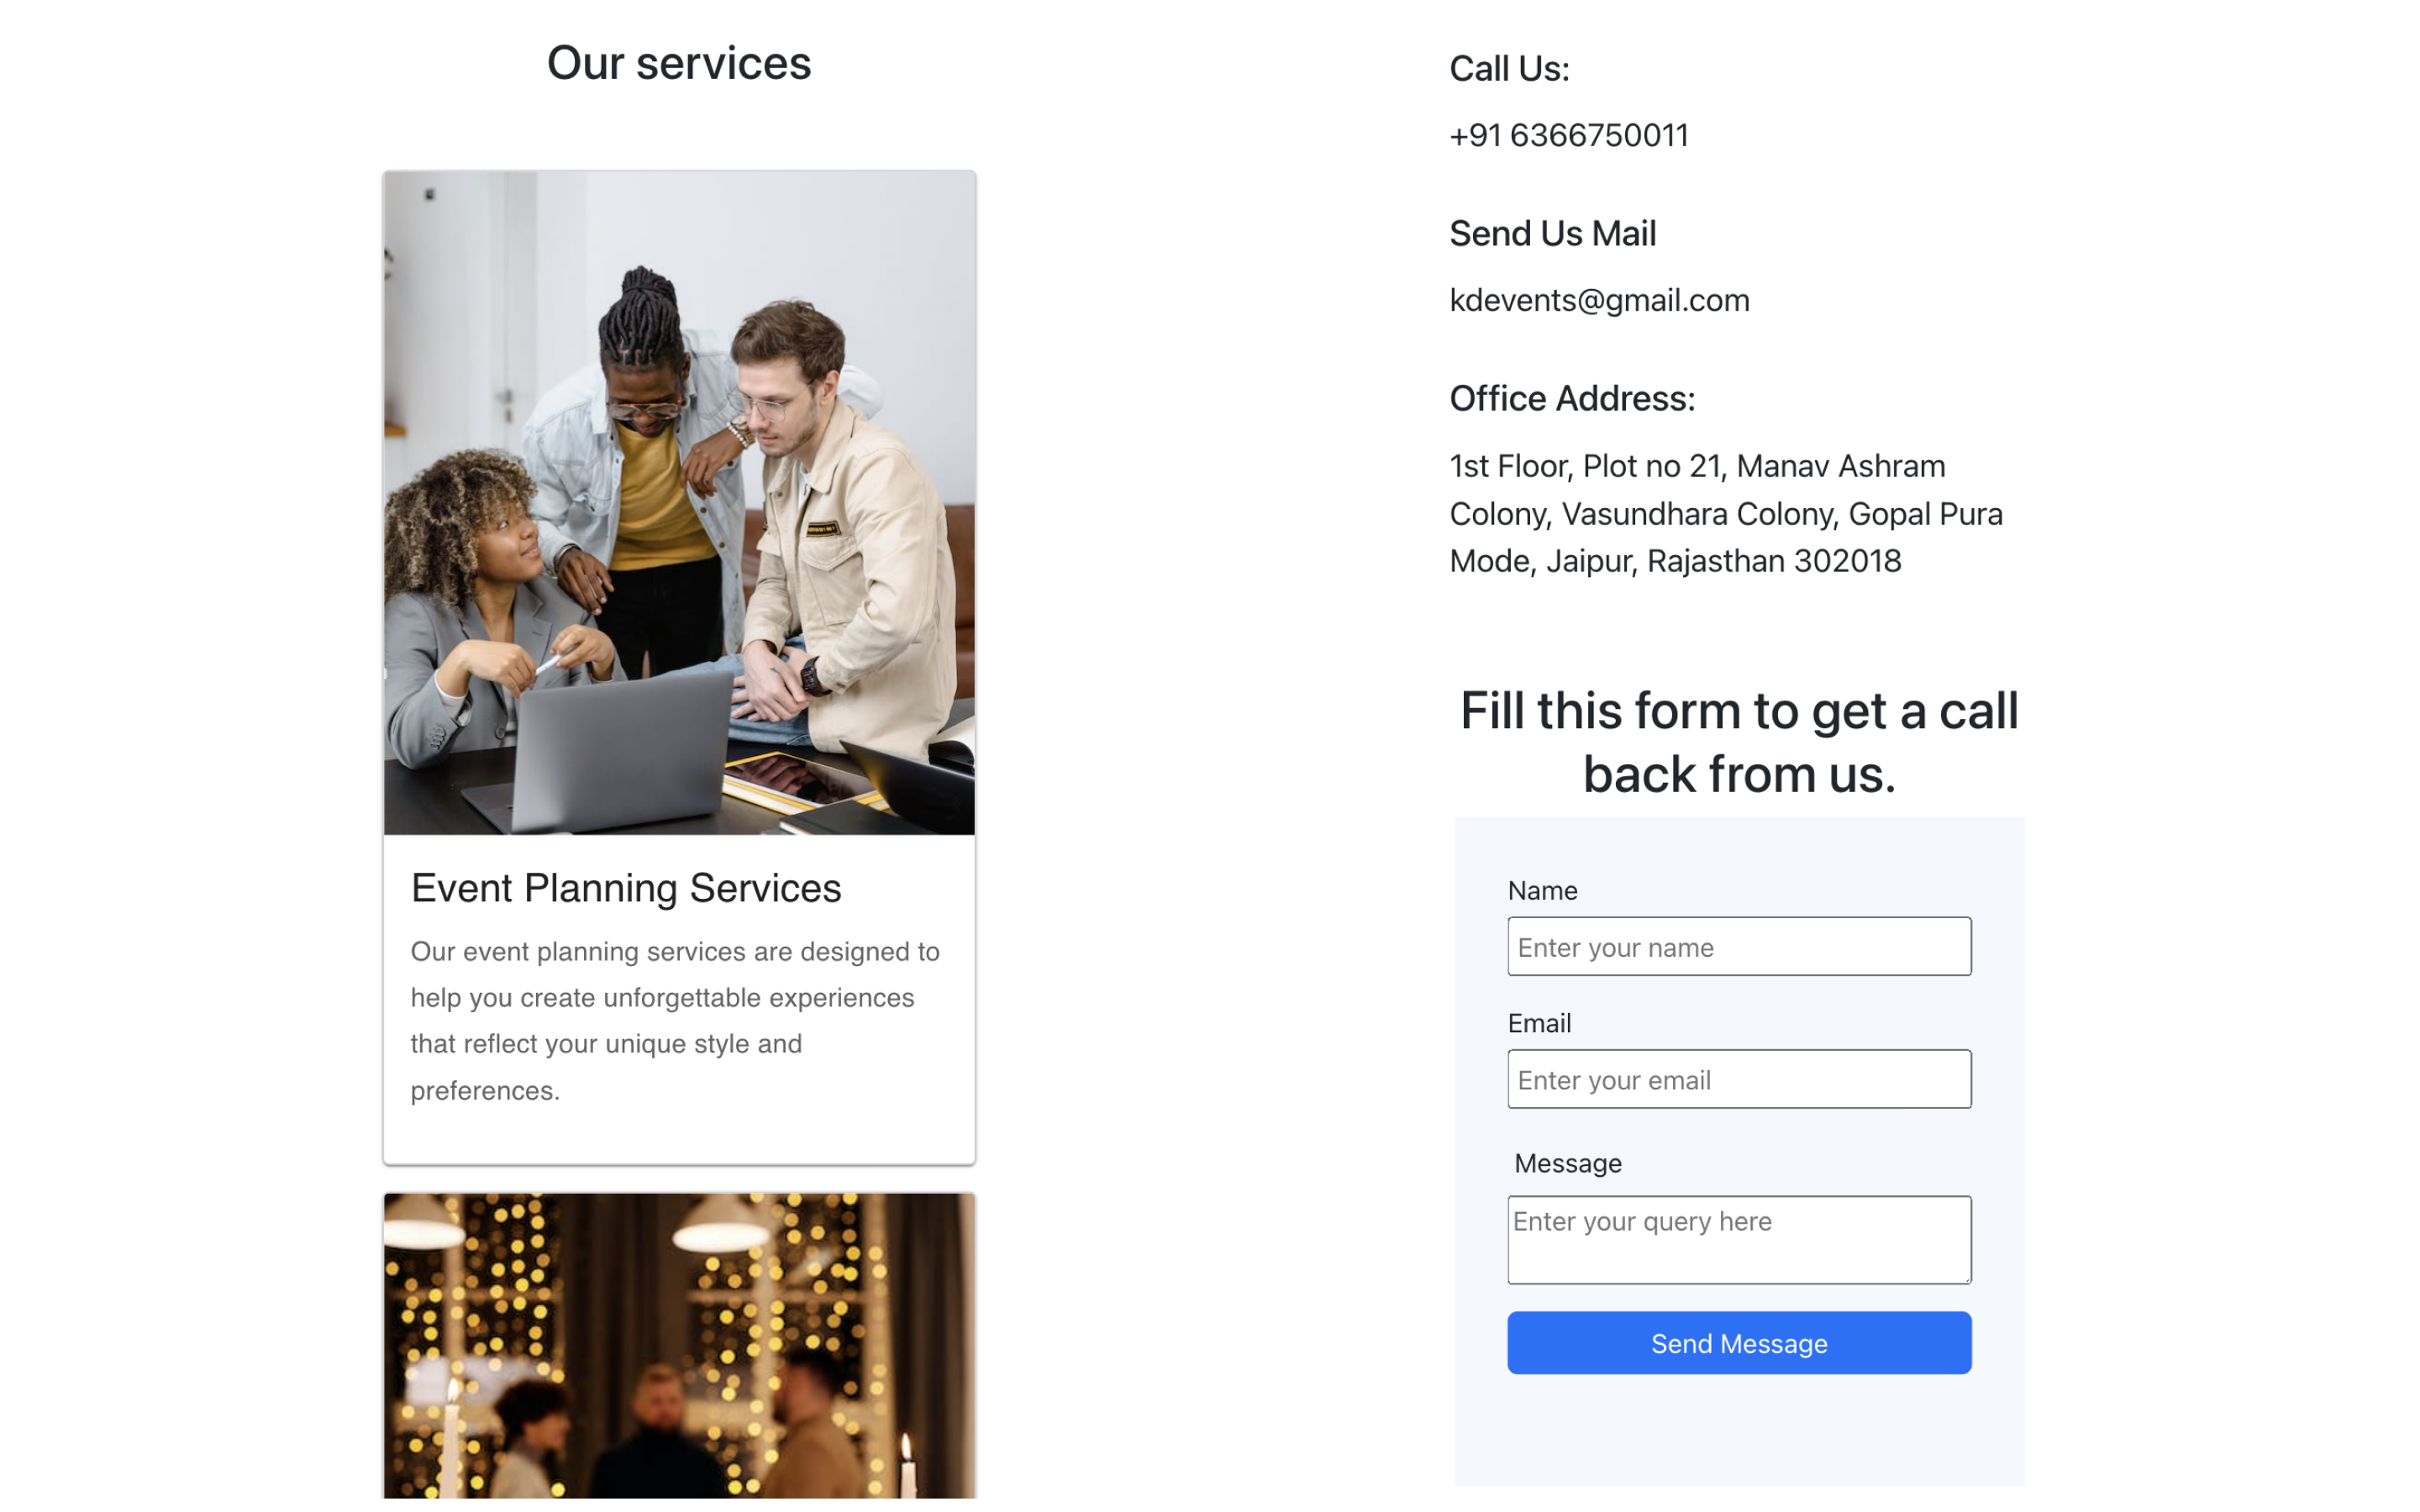 Our services
Event Planning Services
Our event planning services are designed to
help you create unforgettable experiences
that reflect your unique style and
preferences.
Call Us:
+91 6366750011
Send Us Mail
kdevents@gmail.com
Office Address:
1st Floor, Plot no 21, Manav Ashram
Colony, Vasundhara Colony, Gopal Pura
Mode, Jaipur, Rajasthan 302018
Fill this form to get a call
back from us.
Name
Enter your name
Email
Enter your email
Message
Enter your query here
Send Message